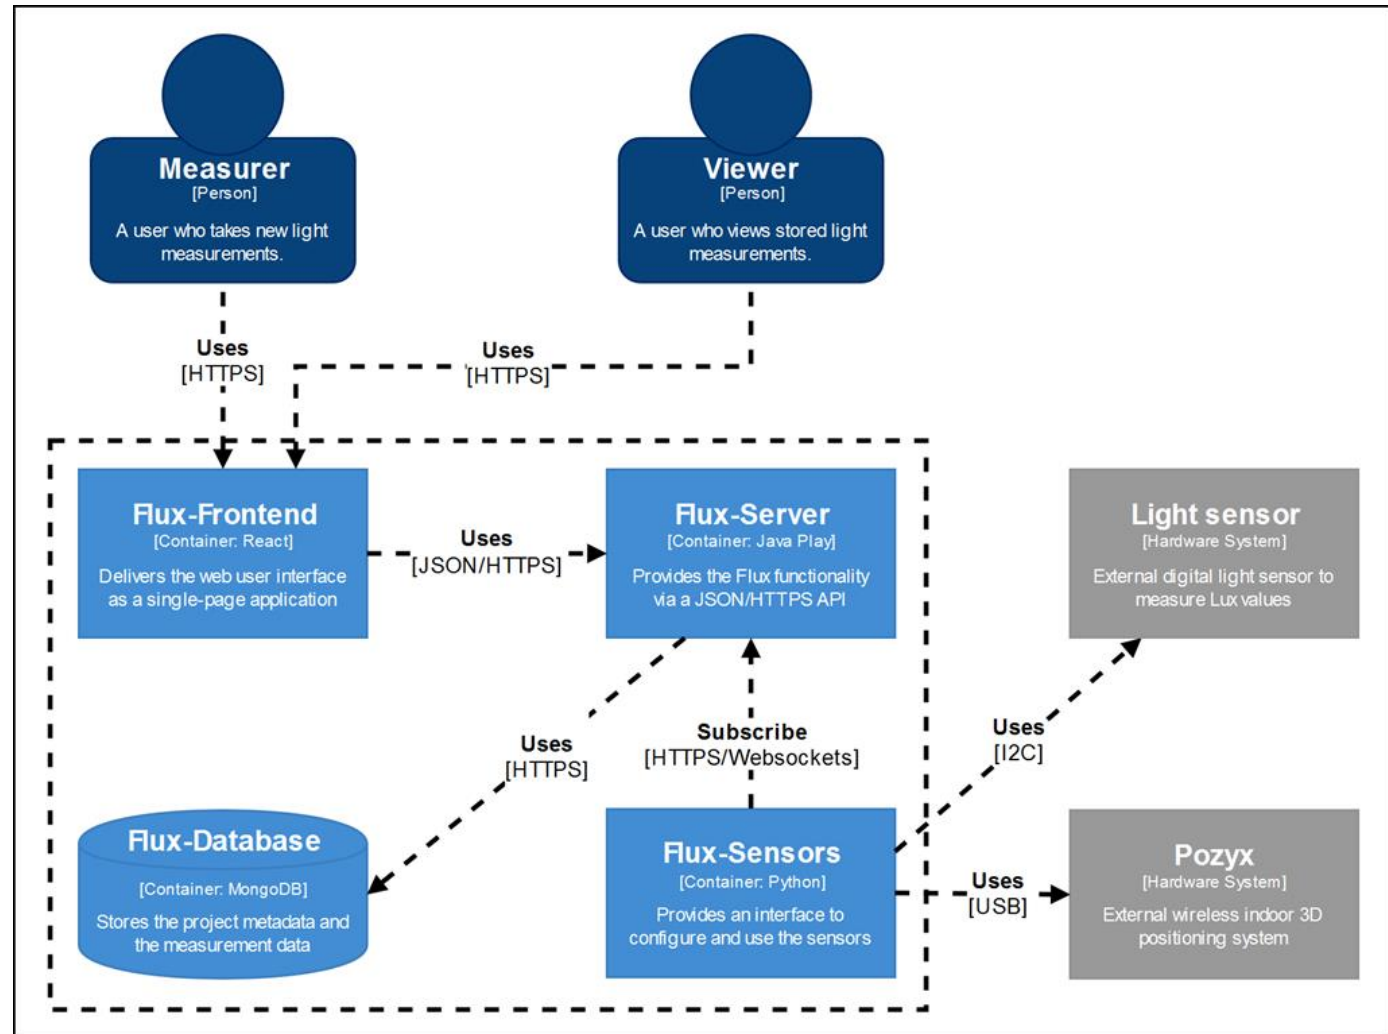 Measurer
[Person]
A user who takes new light
measurements.
Viewer
[Person]
A user who views stored light
measurements.
Uses
[HTTPS]
Uses
[HTTPS]
Flux-Frontend
[Container: React]
Delivers the web user interface
as a single-page application
Uses
[JSON/HTTPS]
Flux-Server
[Container: Java Play]
Provides the Flux functionality
via a JSON/HTTPS API
Light sensor
[Hardware System]
External digital light sensor to
measure Lux values
Uses
[HTTPS]
Subscribe
[HTTPS/Websockets]
Uses
[I2C]
Flux-Database
[Container: MongoDB]
Stores the project metadata and
the measurement data
Flux-Sensors
[Container: Python]
Provides an interface to
configure and use the sensors
Uses
[USB]
Pozyx
[Hardware System]
External wireless indoor 3D
positioning system